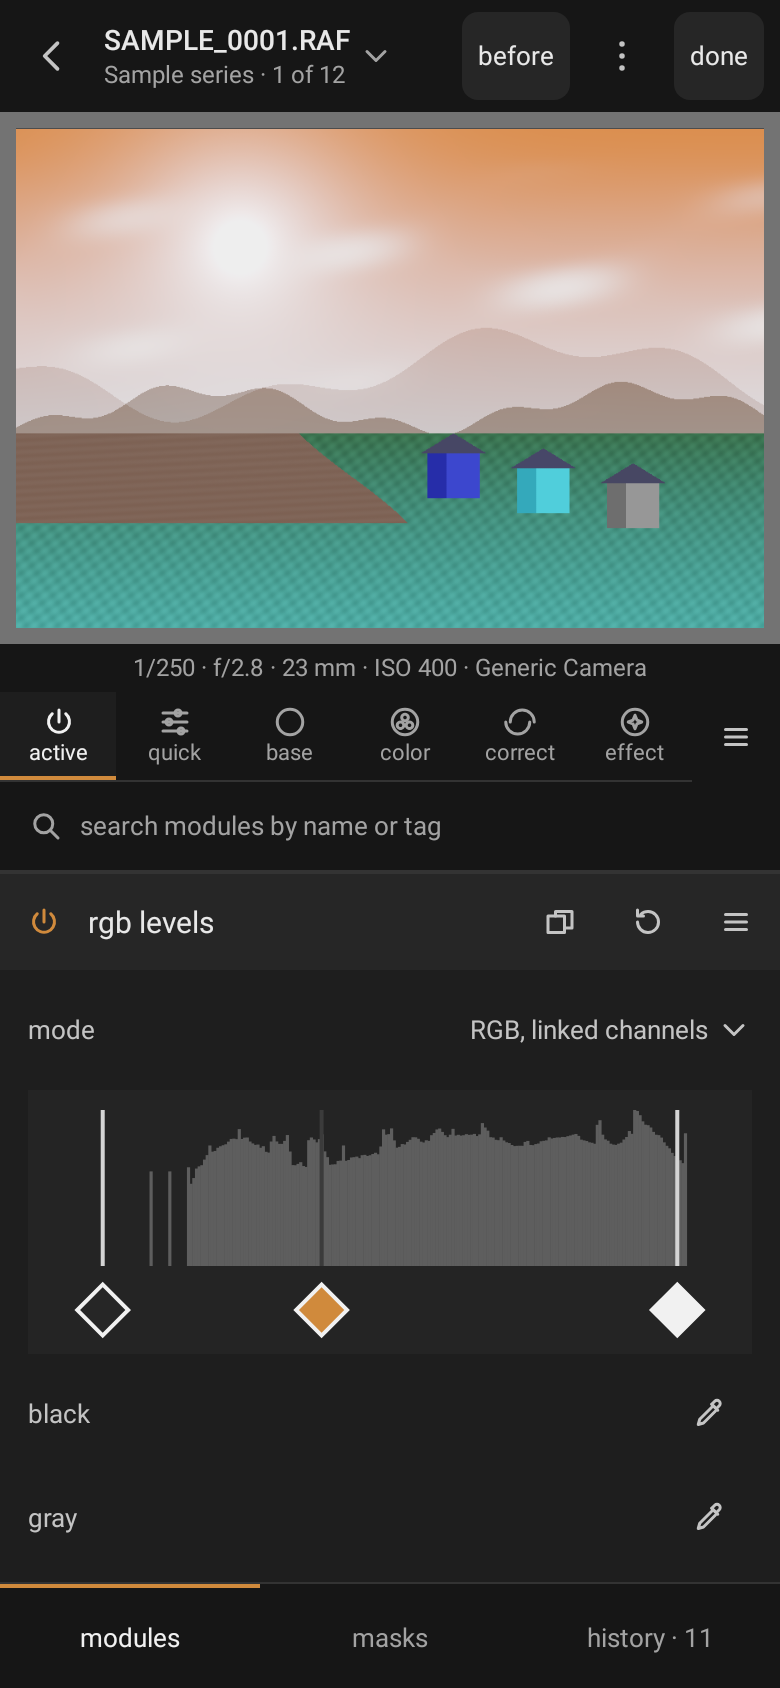 SAMPLE_0001.RAF
Sample series · 1 of 12
before
done
1/250 · f/2.8 · 23 mm · ISO 400 · Generic Camera
active
quick
base
color
correct
effect
search modules by name or tag
rgb levels
mode
RGB, linked channels
black
gray
modules
masks
history · 11